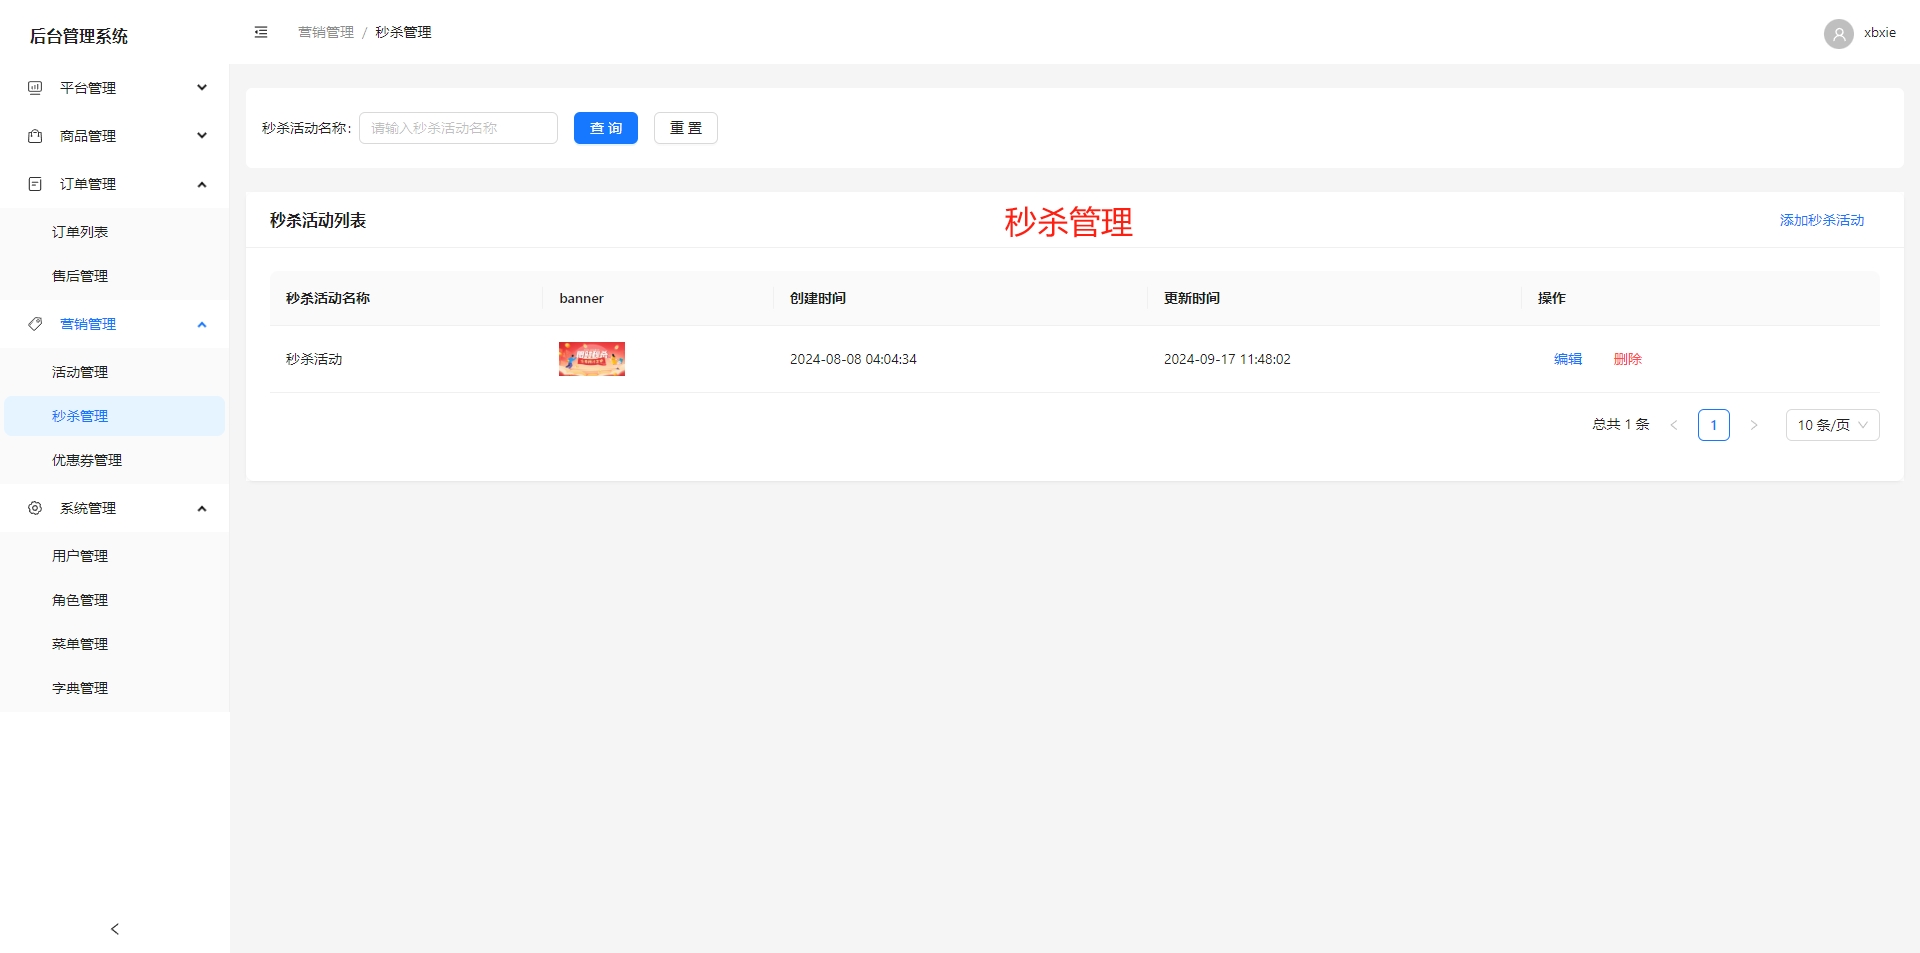 后台管理系统
营销管理 / 秒杀管理
xbxie
平台管理
商品管理
订单管理
订单列表
售后管理
营销管理
活动管理
秒杀管理
优惠券管理
系统管理
用户管理
角色管理
菜单管理
字典管理
秒杀活动名称: 请输入秒杀活动名称 查 询 重 置
秒杀活动列表 秒杀管理 添加秒杀活动
秒杀活动名称 banner 创建时间 更新时间 操作
秒杀活动 限时秒杀 2024-08-08 04:04:34 2024-09-17 11:48:02 编辑 删除
总共 1 条 < 1 > 10 条/页